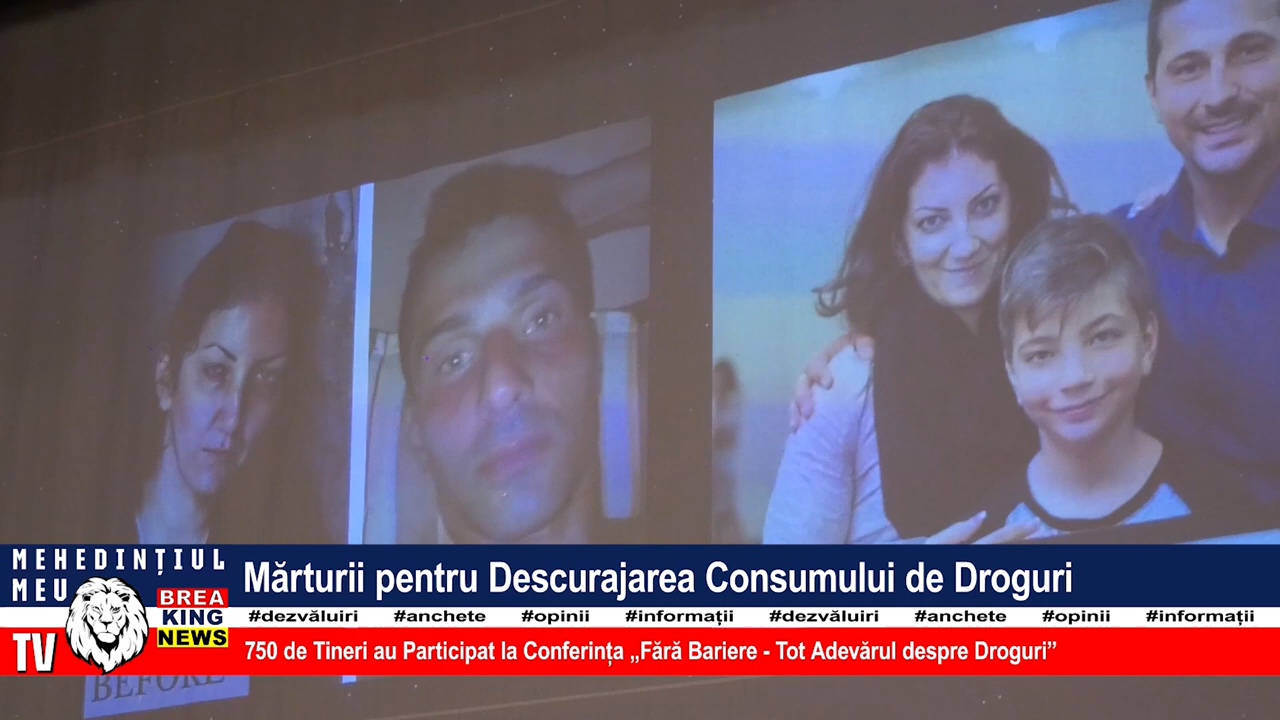 MEHEDINȚIUL
MEU
TV
BREA
KING
NEWS
Mărturii pentru Descurajarea Consumului de Droguri
#dezvăluiri #anchete #opinii #informații #dezvăluiri #anchete #opinii #informații
750 de Tineri au Participat la Conferința „Fără Bariere - Tot Adevărul despre Droguri”
BEFORE